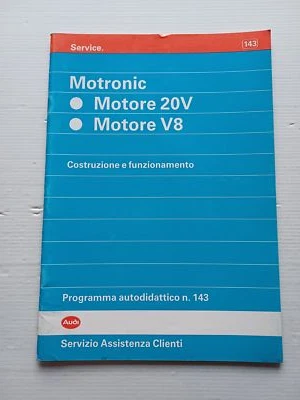 Service.
143
Motronic
● Motore 20V
● Motore V8
Costruzione e funzionamento
Programma autodidattico n. 143
Audi
Servizio Assistenza Clienti